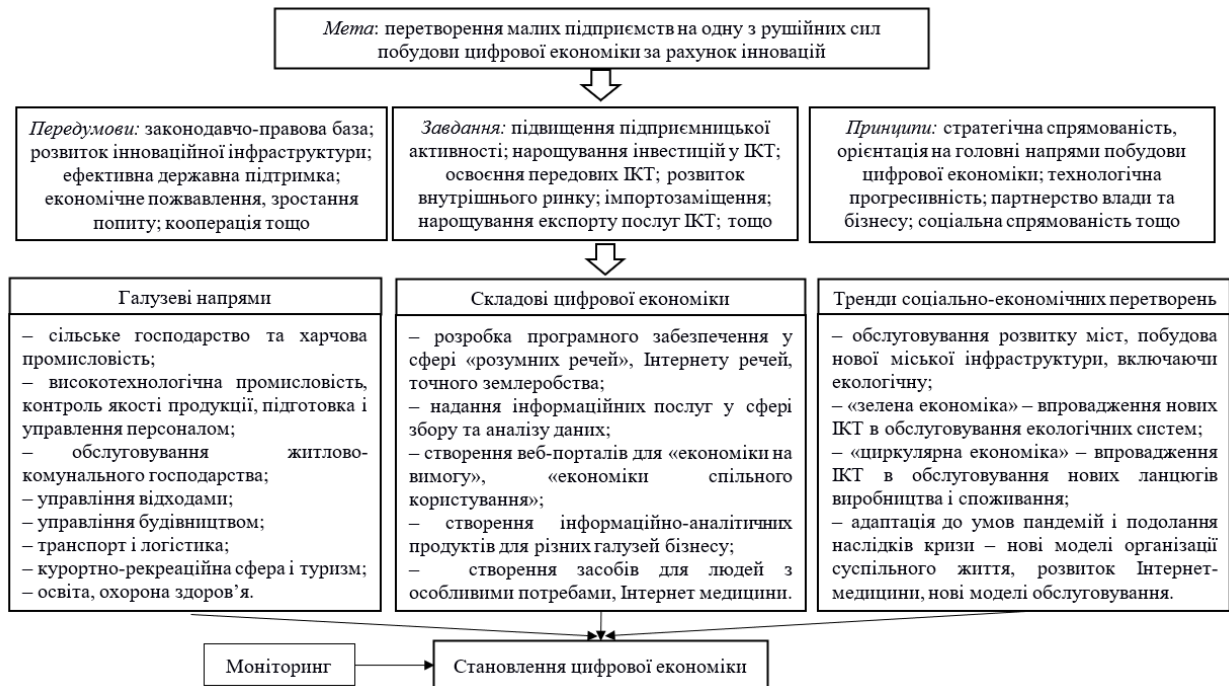 Мета: перетворення малих підприємств на одну з рушійних сил
побудови цифрової економіки за рахунок інновацій
Передумови: законодавчо-правова база;
розвиток інноваційної інфраструктури;
ефективна державна підтримка;
економічне пожвавлення, зростання
попиту; кооперація тощо
Завдання: підвищення підприємницької
активності; нарощування інвестицій у ІКТ;
освоєння передових ІКТ; розвиток
внутрішнього ринку; імпортозаміщення;
нарощування експорту послуг ІКТ; тощо
Принципи: стратегічна спрямованість,
орієнтація на головні напрями побудови
цифрової економіки; технологічна
прогресивність; партнерство влади та
бізнесу; соціальна спрямованість тощо
Галузеві напрями
– сільське господарство та харчова
промисловість;
– високотехнологічна промисловість,
контроль якості продукції, підготовка і
управління персоналом;
– обслуговування житлово-
комунального господарства;
– управління відходами;
– управління будівництвом;
– транспорт і логістика;
– курортно-рекреаційна сфера і туризм;
– освіта, охорона здоров’я.
Складові цифрової економіки
– розробка програмного забезпечення у
сфері «розумних речей», Інтернету речей,
точного землеробства;
– надання інформаційних послуг у сфері
збору та аналізу даних;
– створення веб-порталів для «економіки на
вимогу», «економіки спільного
користування»;
– створення інформаційно-аналітичних
продуктів для різних галузей бізнесу;
– створення засобів для людей з
особливими потребами, Інтернет медицини.
Тренди соціально-економічних перетворень
– обслуговування розвитку міст, побудова
нової міської інфраструктури, включаючи
екологічну;
– «зелена економіка» – впровадження нових
ІКТ в обслуговування екологічних систем;
– «циркулярна економіка» – впровадження
ІКТ в обслуговування нових ланцюгів
виробництва і споживання;
– адаптація до умов пандемій і подолання
наслідків кризи – нові моделі організації
суспільного життя, розвиток Інтернет-
медицини, нові моделі обслуговування.
Моніторинг
Становлення цифрової економіки